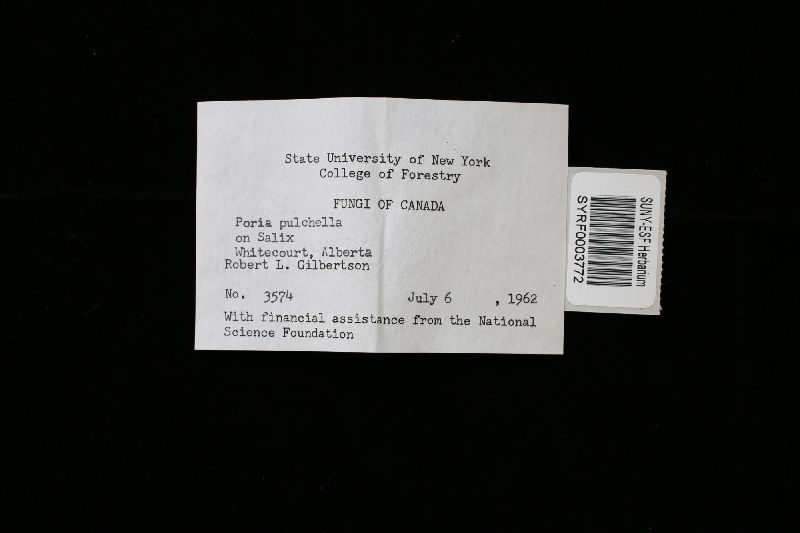 State University of New York
College of Forestry
FUNGI OF CANADA
Poria pulchella
on Salix
Whitecourt, Alberta
Robert L. Gilbertson
No. 3574 July 6 , 1962
With financial assistance from the National
Science Foundation
SUNY-ESF Herbarium
SYRF0003772